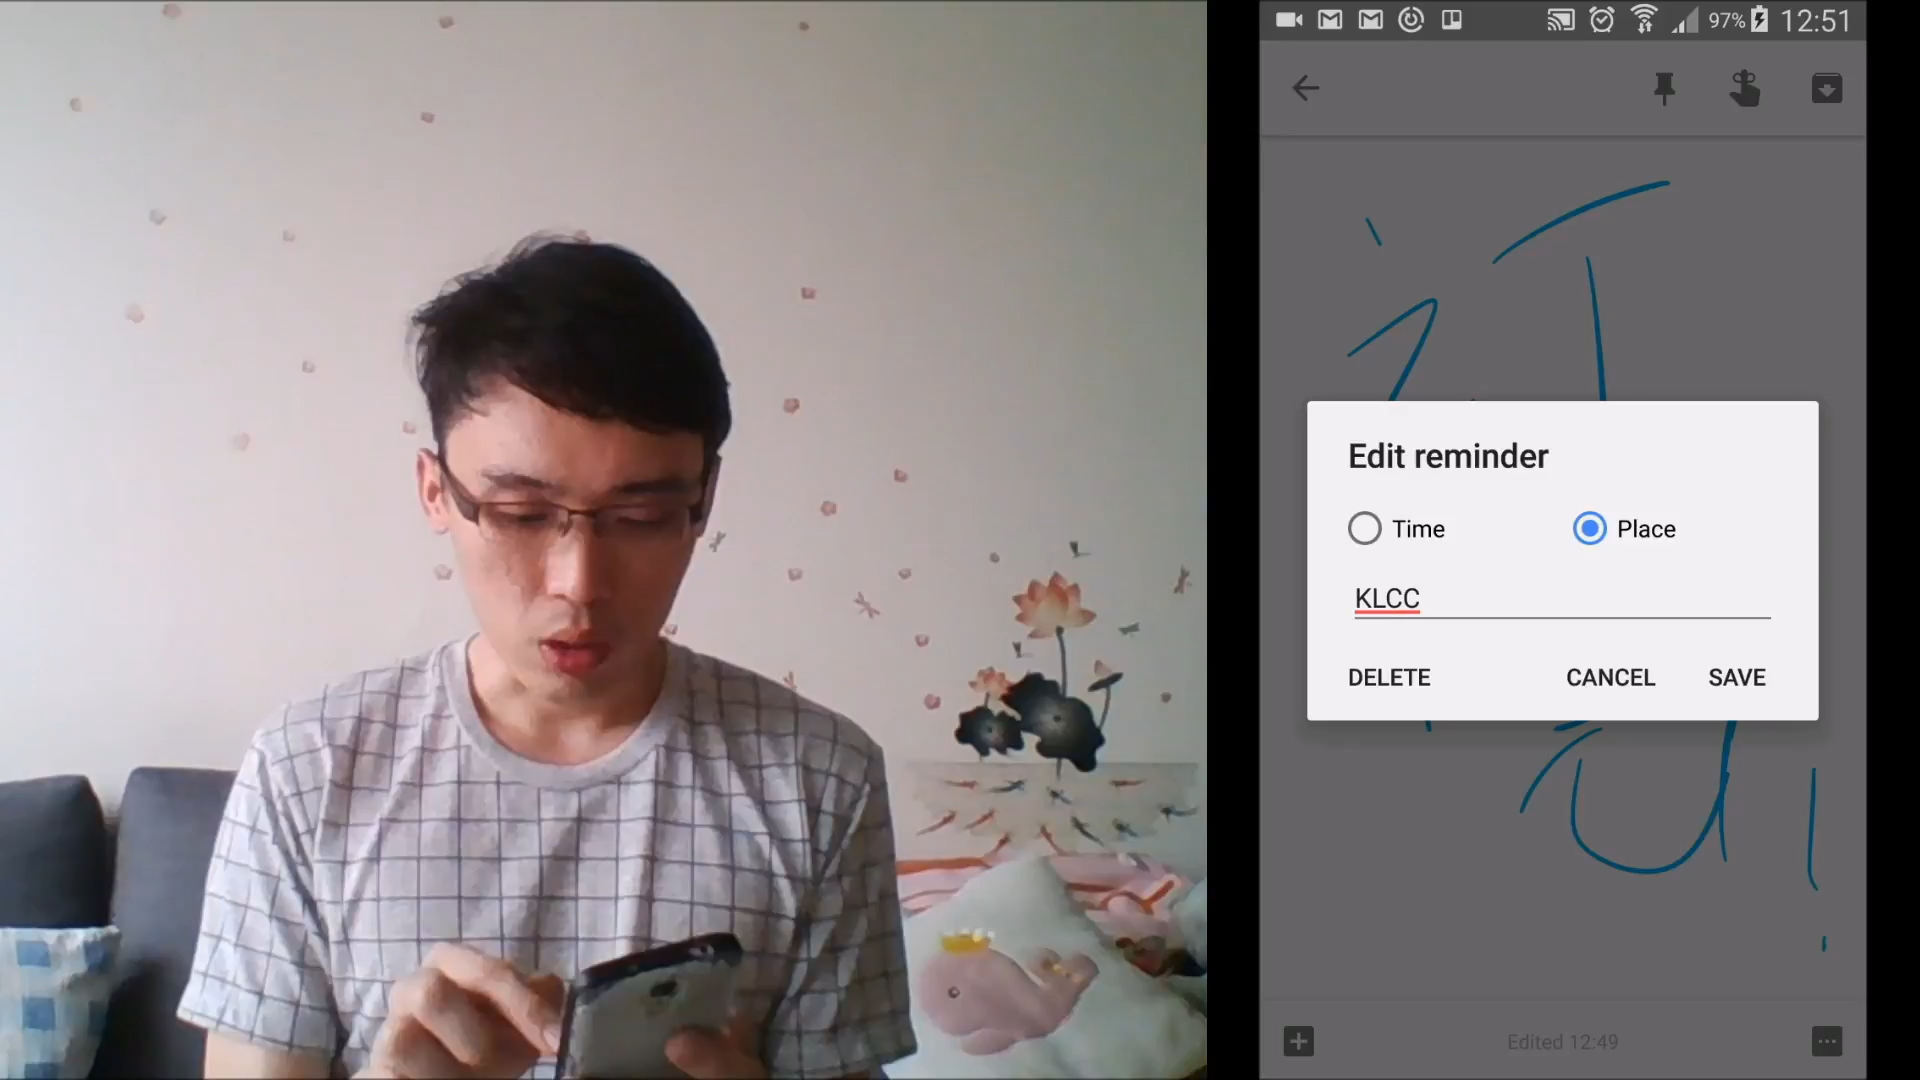 97% 12:51
Edit reminder
Time Place
KLCC
DELETE CANCEL SAVE
Edited 12:49